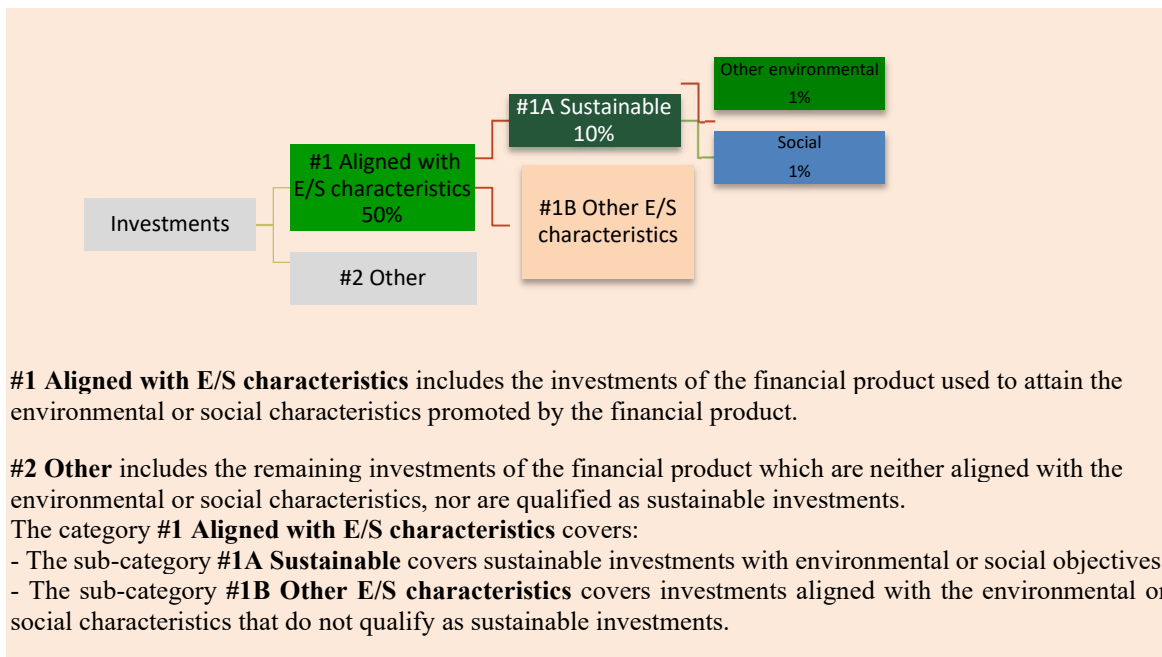 Other environmental
1%
#1A Sustainable
10%
Social
1%
#1 Aligned with
E/S characteristics
50%
#1B Other E/S
characteristics
Investments
#2 Other
#1 Aligned with E/S characteristics includes the investments of the financial product used to attain the
environmental or social characteristics promoted by the financial product.
#2 Other includes the remaining investments of the financial product which are neither aligned with the
environmental or social characteristics, nor are qualified as sustainable investments.
The category #1 Aligned with E/S characteristics covers:
- The sub-category #1A Sustainable covers sustainable investments with environmental or social objectives
- The sub-category #1B Other E/S characteristics covers investments aligned with the environmental or
social characteristics that do not qualify as sustainable investments.